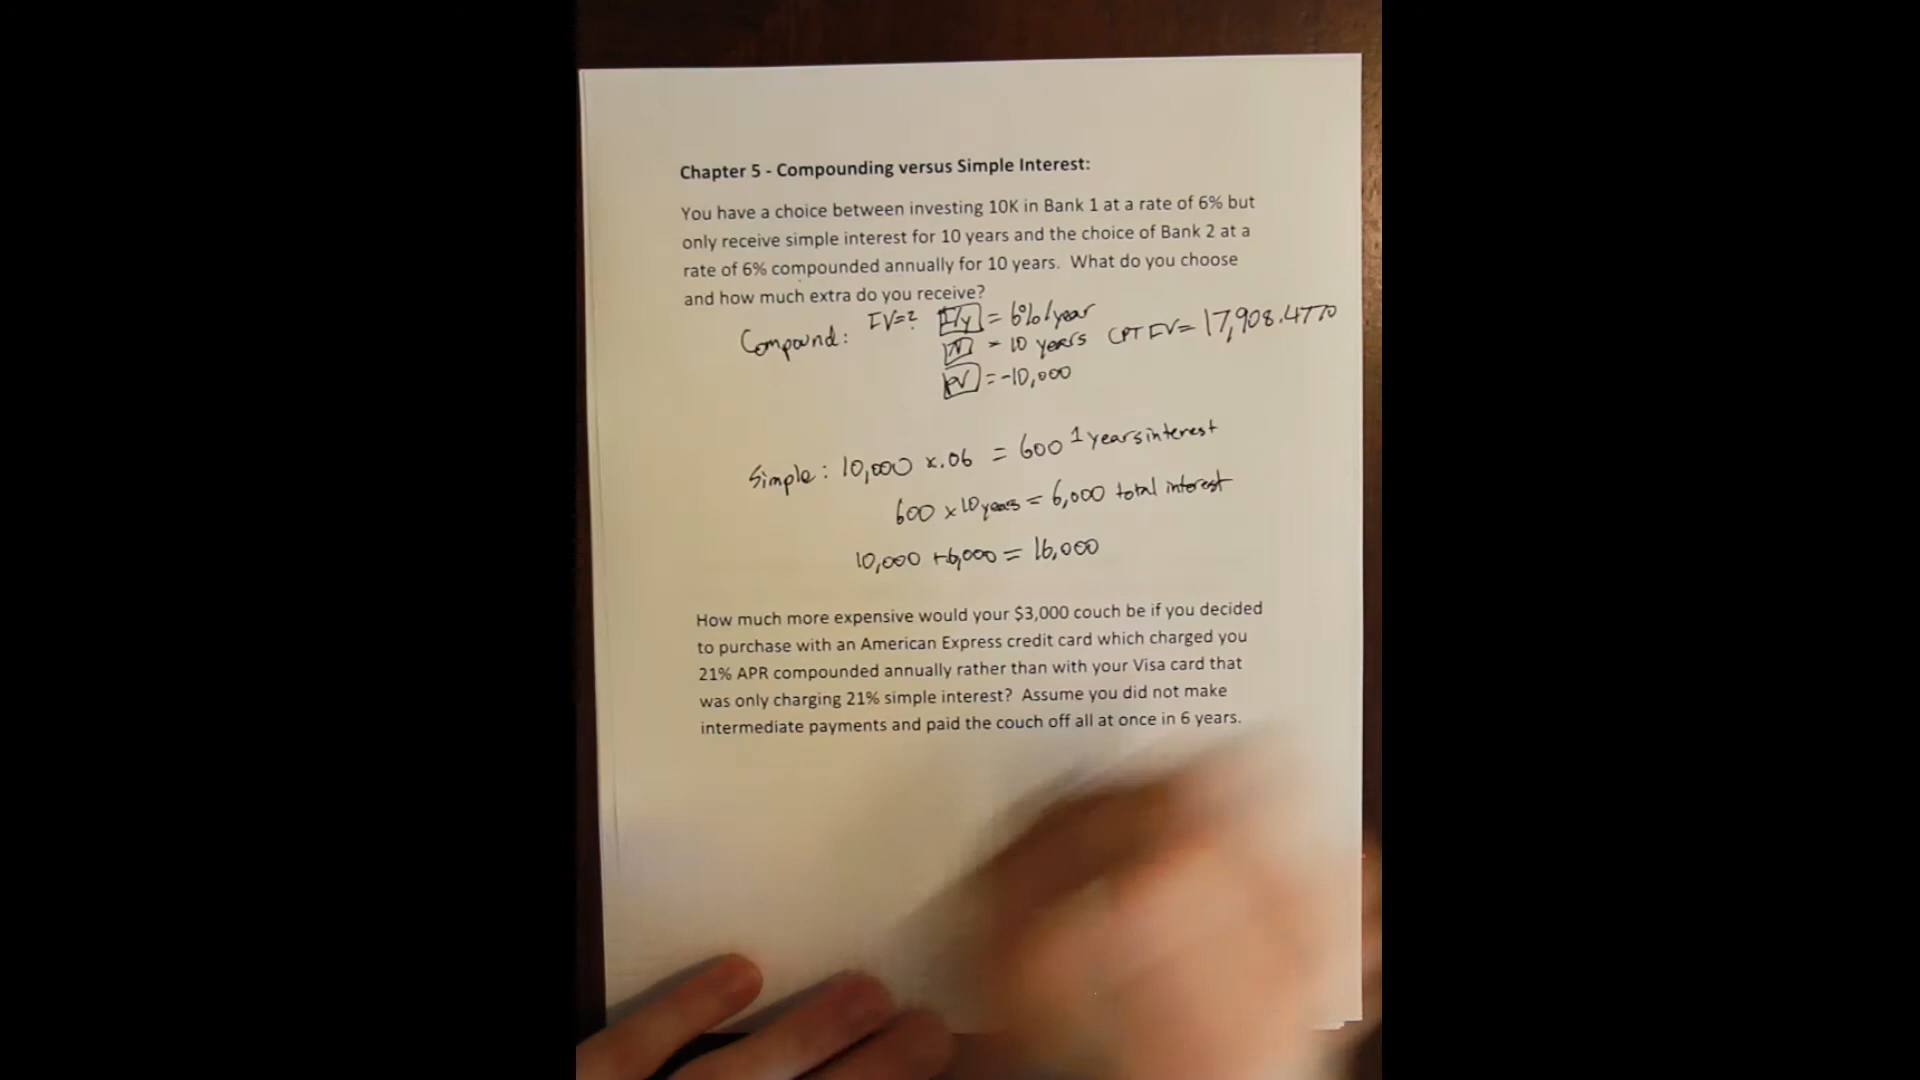 Chapter 5 - Compounding versus Simple Interest:
You have a choice between investing 10K in Bank 1 at a rate of 6% but
only receive simple interest for 10 years and the choice of Bank 2 at a
rate of 6% compounded annually for 10 years.  What do you choose
and how much extra do you receive?
Compound: FV=? I/y = 6%/year
N = 10 years CPT FV= 17,908.4770
PV = -10,000
Simple: 10,000 x .06 = 600 1 years interest
600 x 10 years = 6,000 total interest
10,000 + 6,000 = 16,000
How much more expensive would your $3,000 couch be if you decided
to purchase with an American Express credit card which charged you
21% APR compounded annually rather than with your Visa card that
was only charging 21% simple interest?  Assume you did not make
intermediate payments and paid the couch off all at once in 6 years.